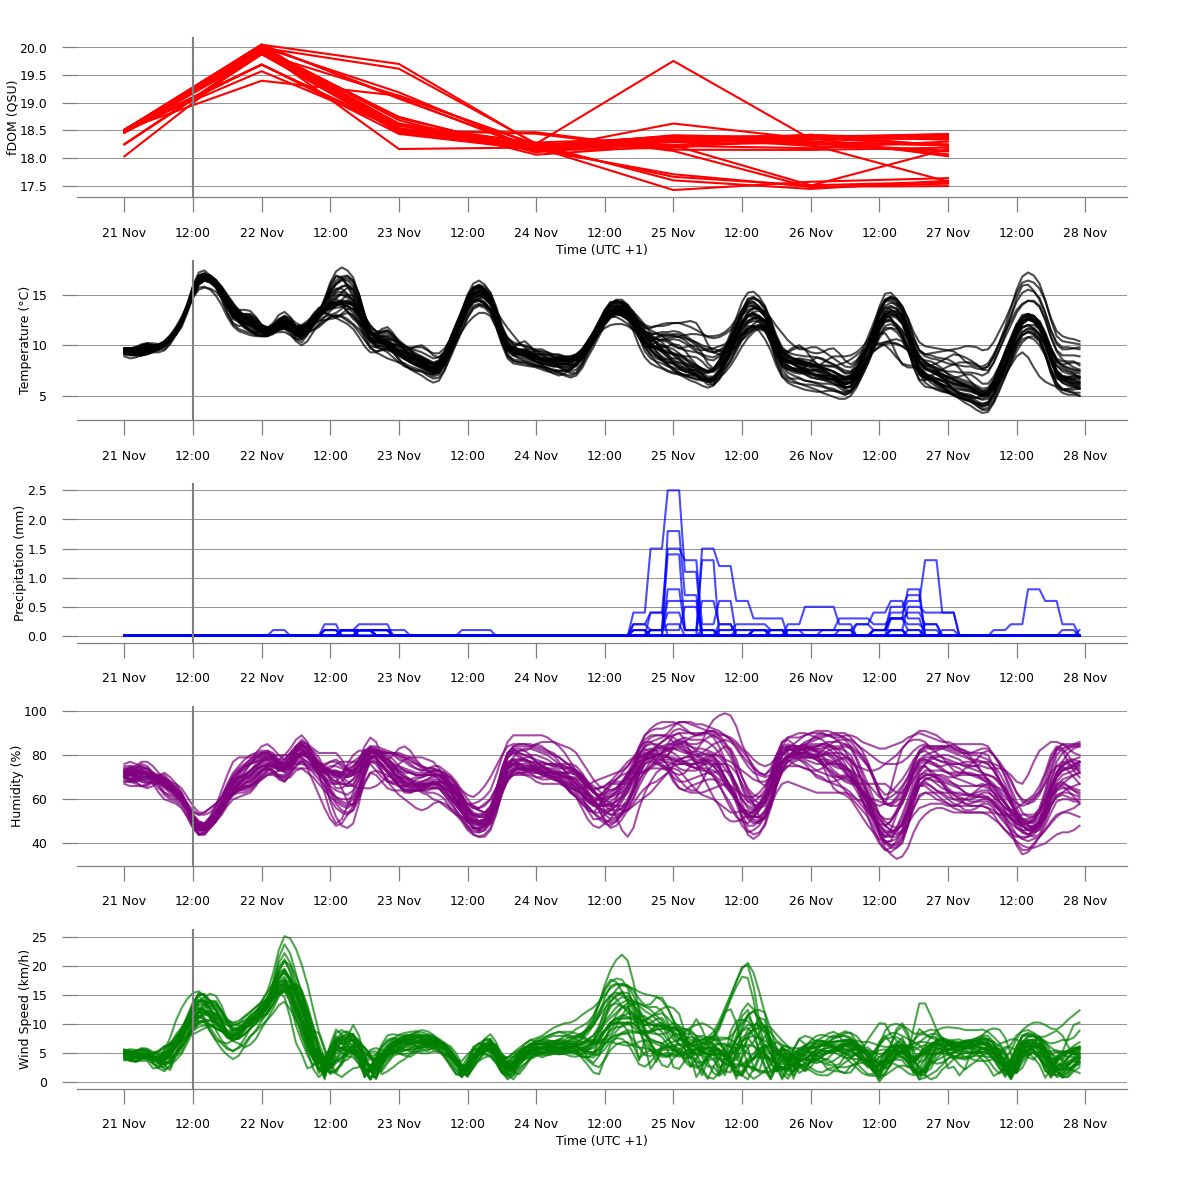 20.0
19.5
19.0
18.5
18.0
17.5
fDOM (QSU)
21 Nov 12:00 22 Nov 12:00 23 Nov 12:00 24 Nov 12:00 25 Nov 12:00 26 Nov 12:00 27 Nov 12:00 28 Nov
Time (UTC +1)
15
10
5
Temperature (°C)
21 Nov 12:00 22 Nov 12:00 23 Nov 12:00 24 Nov 12:00 25 Nov 12:00 26 Nov 12:00 27 Nov 12:00 28 Nov
2.5
2.0
1.5
1.0
0.5
0.0
Precipitation (mm)
21 Nov 12:00 22 Nov 12:00 23 Nov 12:00 24 Nov 12:00 25 Nov 12:00 26 Nov 12:00 27 Nov 12:00 28 Nov
100
80
60
40
Humidity (%)
21 Nov 12:00 22 Nov 12:00 23 Nov 12:00 24 Nov 12:00 25 Nov 12:00 26 Nov 12:00 27 Nov 12:00 28 Nov
25
20
15
10
5
0
Wind Speed (km/h)
21 Nov 12:00 22 Nov 12:00 23 Nov 12:00 24 Nov 12:00 25 Nov 12:00 26 Nov 12:00 27 Nov 12:00 28 Nov
Time (UTC +1)